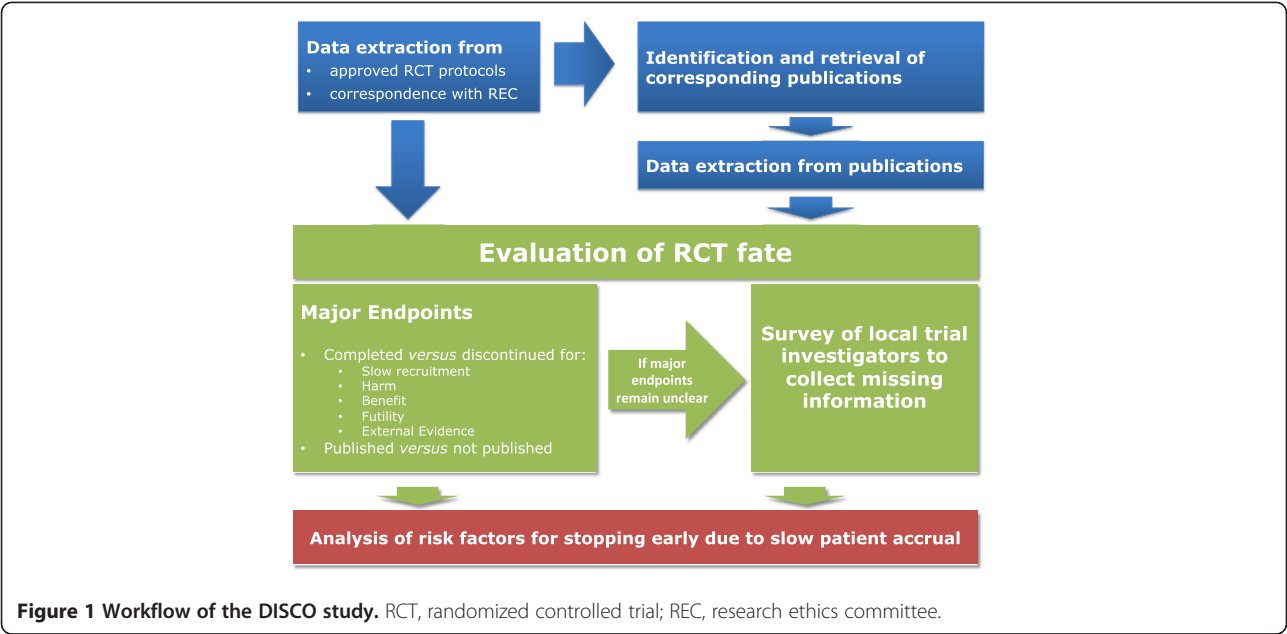 Data extraction from
• approved RCT protocols
• correspondence with REC
Identification and retrieval of
corresponding publications
Data extraction from publications
Evaluation of RCT fate
Major Endpoints
• Completed versus discontinued for:
• Slow recruitment
• Harm
• Benefit
• Futility
• External Evidence
• Published versus not published
If major
endpoints
remain unclear
Survey of local trial
investigators to
collect missing
information
Analysis of risk factors for stopping early due to slow patient accrual
Figure 1 Workflow of the DISCO study. RCT, randomized controlled trial; REC, research ethics committee.